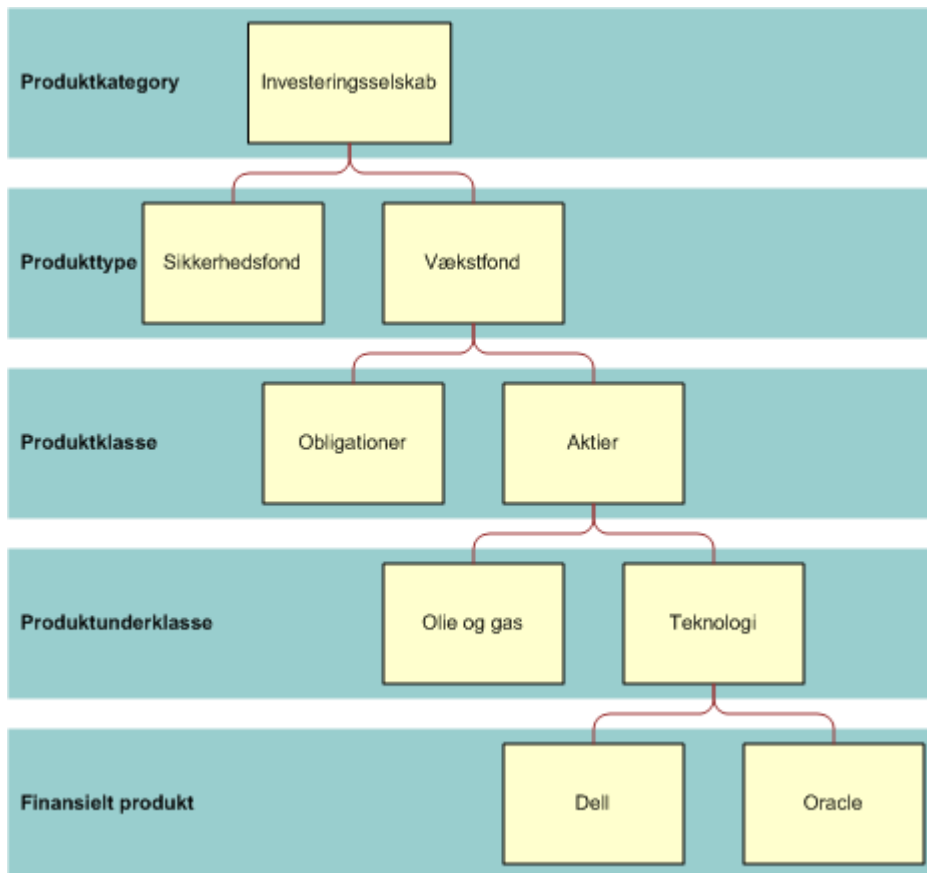 Produktkategory
Investeringsselskab
Produkttype
Sikkerhedsfond
Vækstfond
Produktklasse
Obligationer
Aktier
Produktunderklasse
Olie og gas
Teknologi
Finansielt produkt
Dell
Oracle